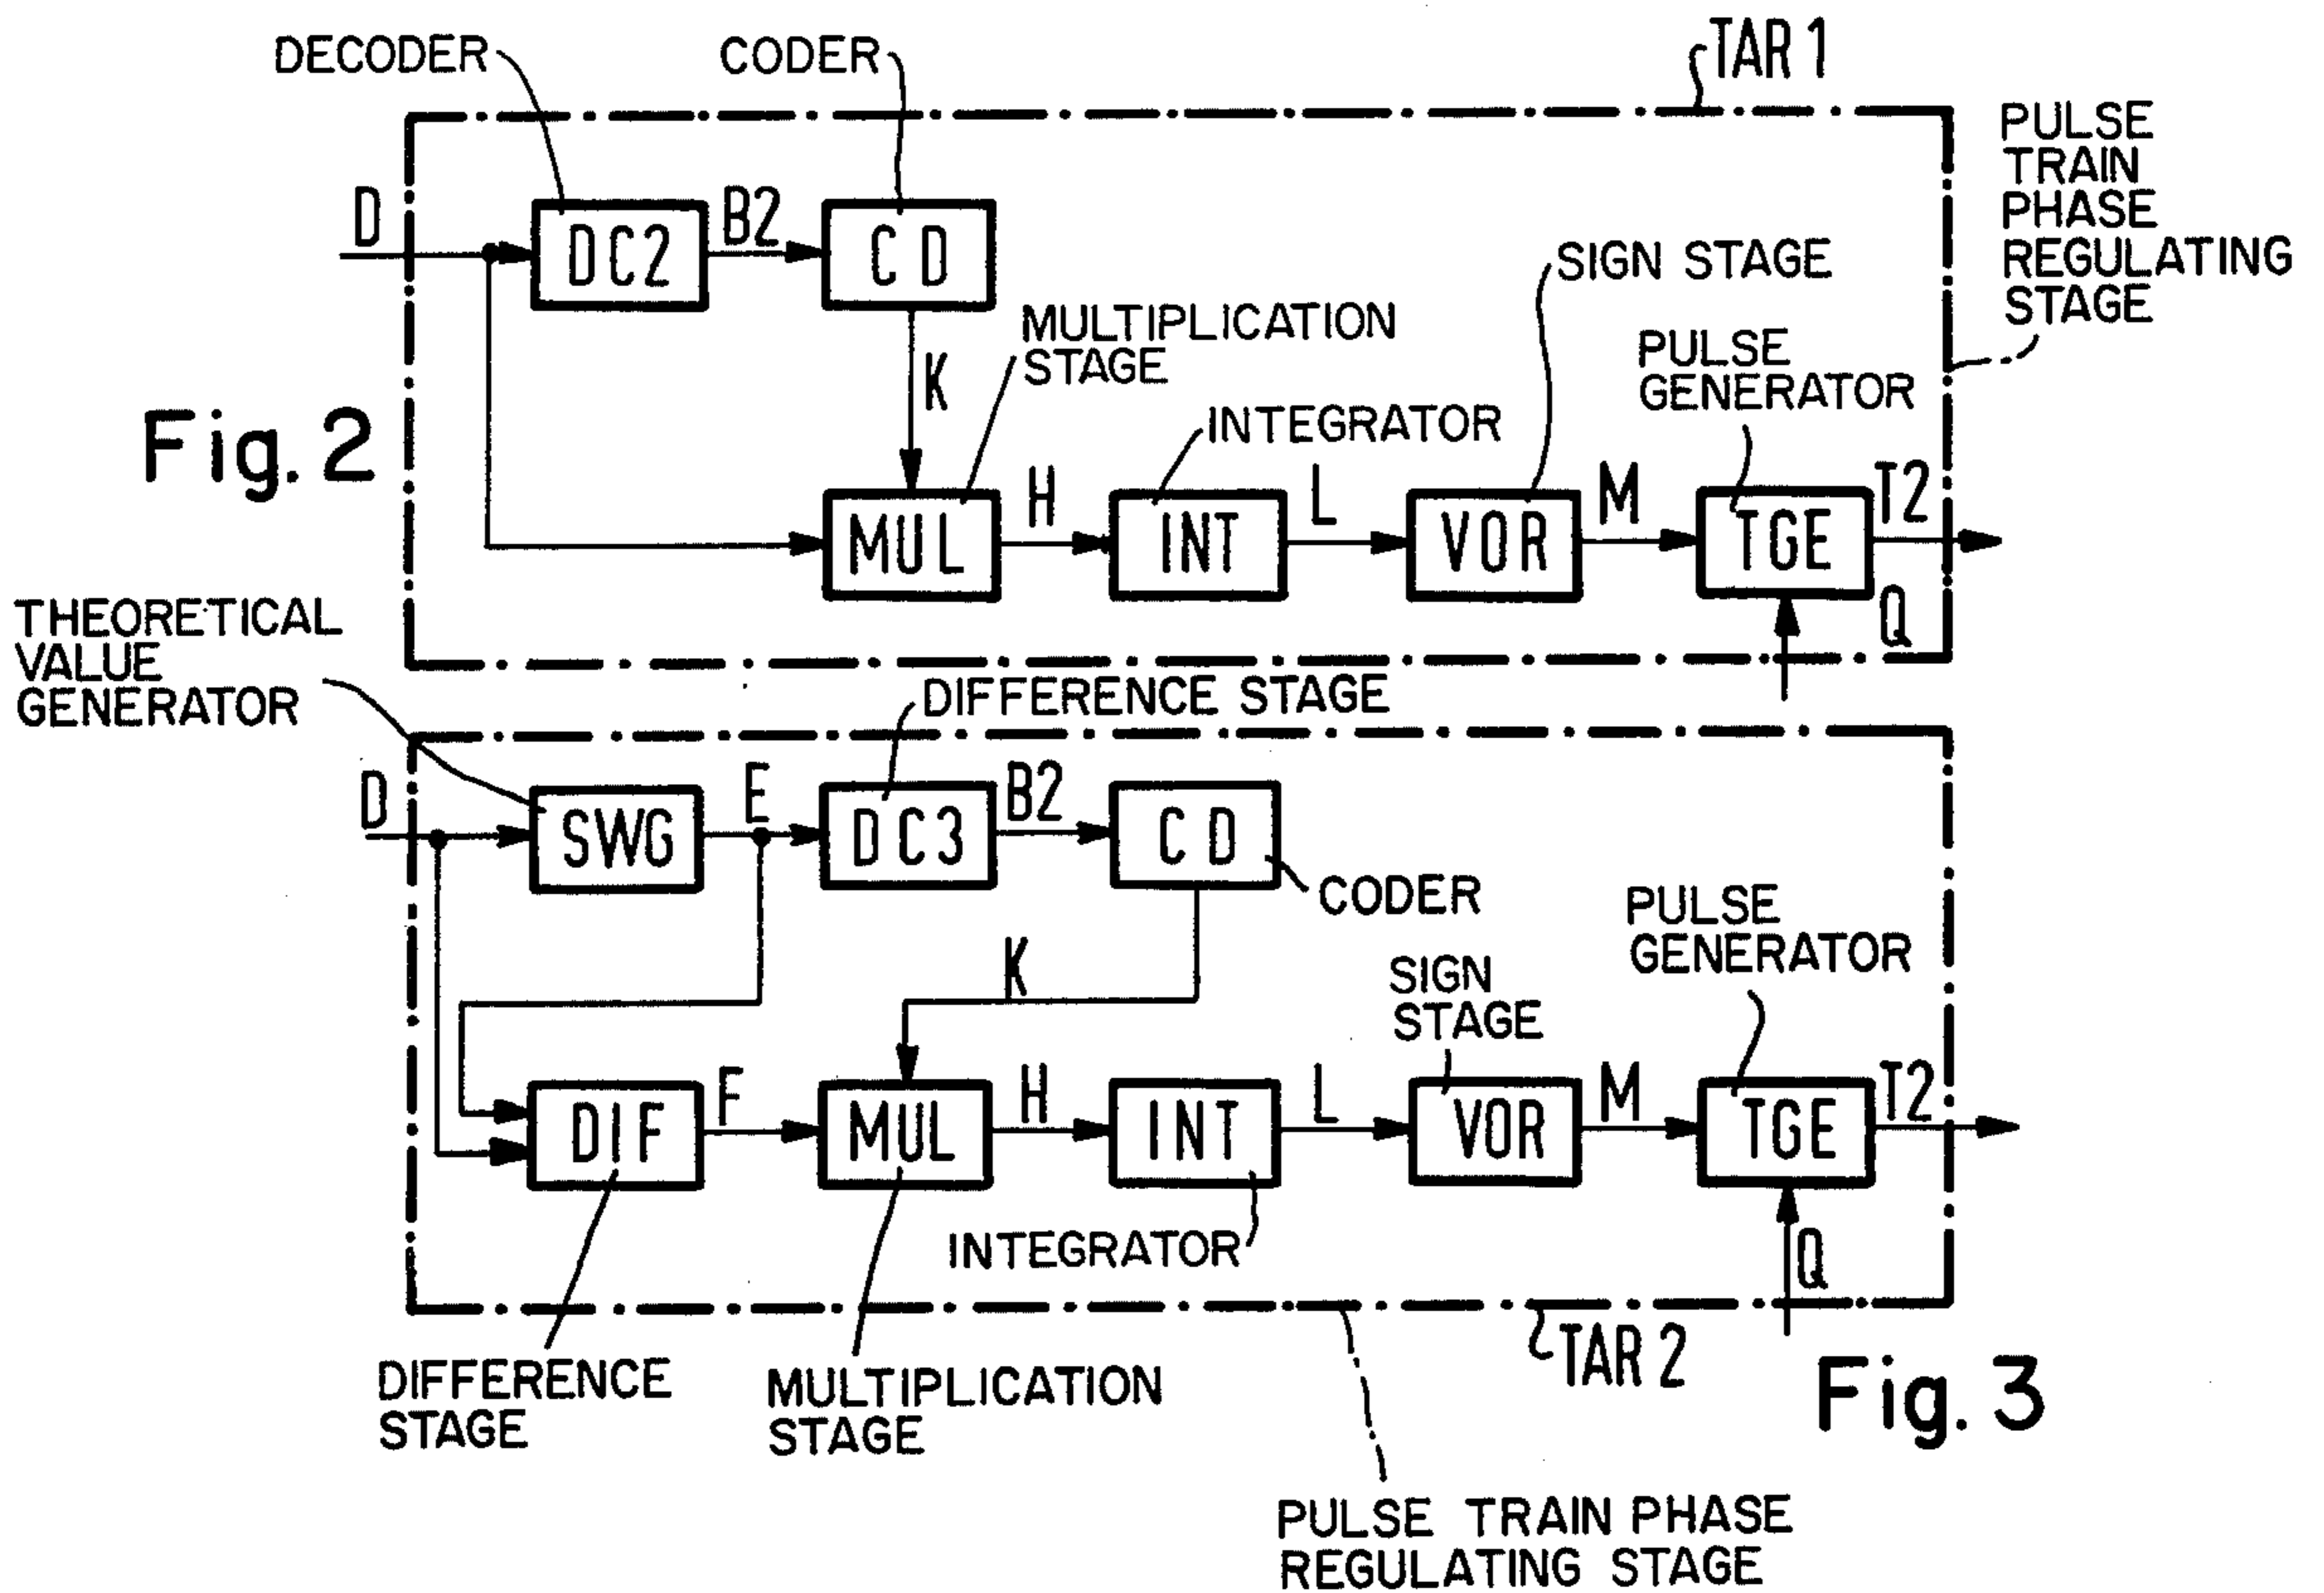 DECODER
CODER
TAR 1
PULSE
TRAIN
PHASE
REGULATING
STAGE
D
DC2
B2
CD
SIGN STAGE
MULTIPLICATION
STAGE
K
PULSE
GENERATOR
Fig. 2
INTEGRATOR
MUL
H
INT
L
VOR
M
TGE
T2
Q
THEORETICAL
VALUE
GENERATOR
DIFFERENCE STAGE
D
SWG
E
DC3
B2
CD
CODER
PULSE
GENERATOR
K
SIGN
STAGE
DIF
F
MUL
H
INT
L
VOR
M
TGE
T2
INTEGRATOR
Q
TAR 2
DIFFERENCE
STAGE
MULTIPLICATION
STAGE
Fig. 3
PULSE TRAIN PHASE
REGULATING STAGE